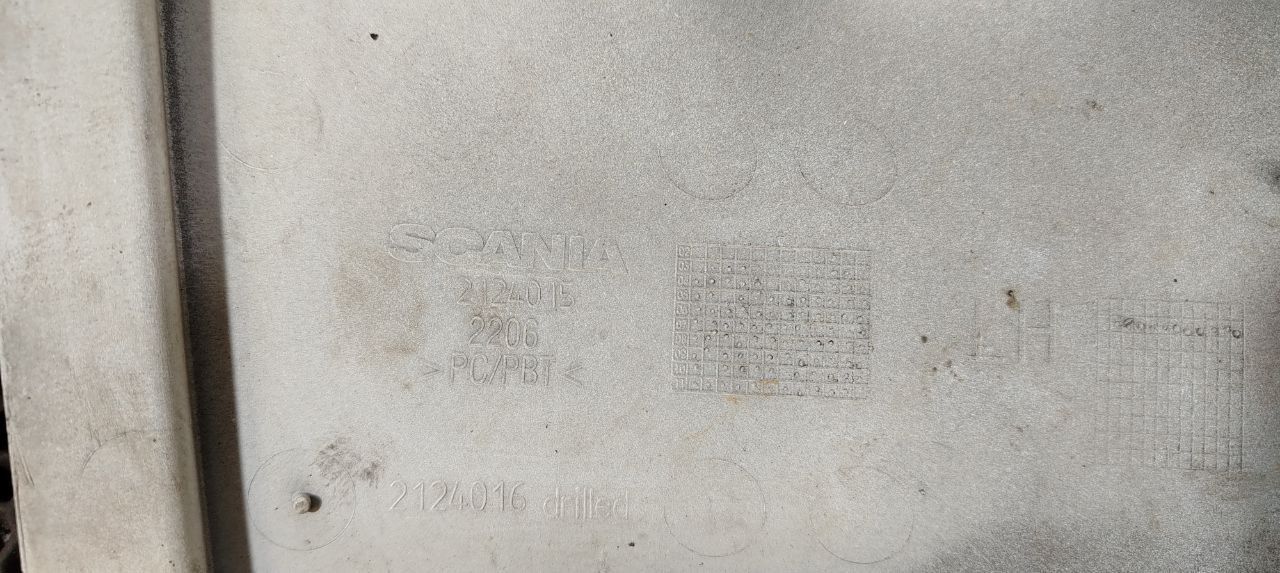 SCANIA
2124015
2206
>PC/PBT<
LH
2124016 drilled